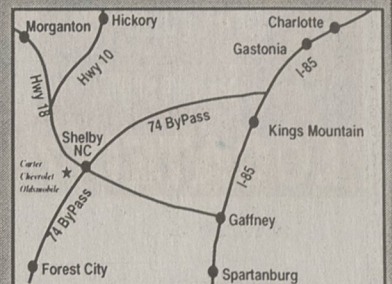 Morganton
Hickory
Charlotte
Gastonia
I-85
Hwy 18
Hwy 10
74 ByPass
Kings Mountain
Shelby
NC
Carter
Chevrolet
Oldsmobile
I-85
74 ByPass
Gaffney
Forest City
Spartanburg